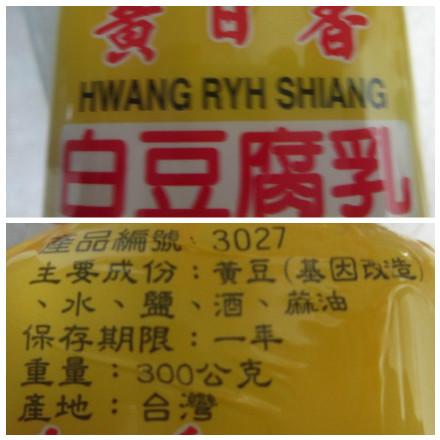 黃日香
HWANG RYH SHIANG
白豆腐乳
產品編號：3027
主要成份：黃豆(基因改造)
、水、鹽、酒、蔴油
保存期限：一年
重量：300公克
產地：台灣